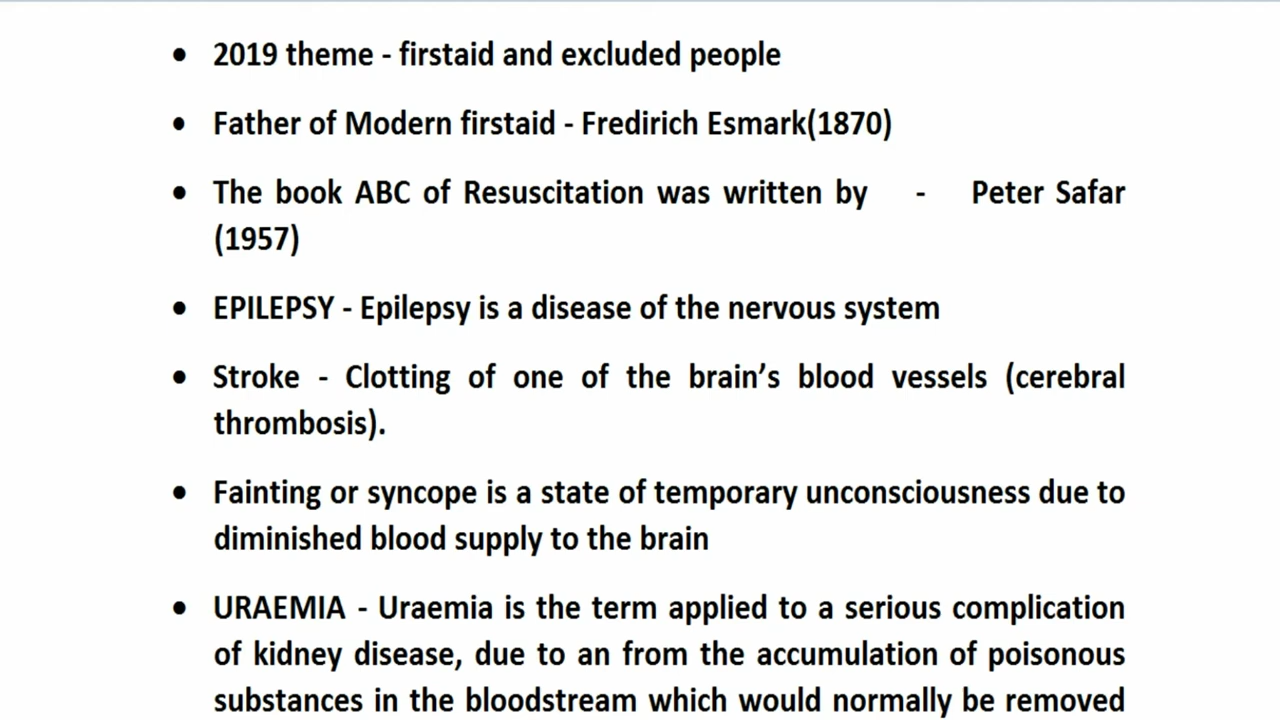 • 2019 theme - firstaid and excluded people
• Father of Modern firstaid - Fredirich Esmark(1870)
• The book ABC of Resuscitation was written by - Peter Safar
(1957)
• EPILEPSY - Epilepsy is a disease of the nervous system
• Stroke - Clotting of one of the brain’s blood vessels (cerebral
thrombosis).
• Fainting or syncope is a state of temporary unconsciousness due to
diminished blood supply to the brain
• URAEMIA - Uraemia is the term applied to a serious complication
of kidney disease, due to an from the accumulation of poisonous
substances in the bloodstream which would normally be removed